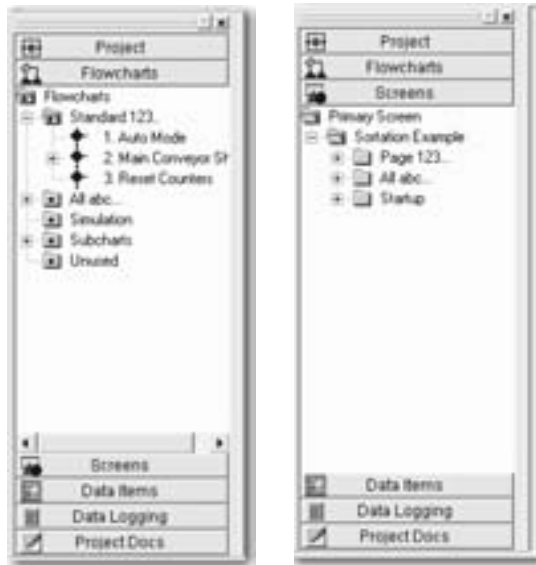 Project
Flowcharts
Flowcharts
Standard 123...
1. Auto Mode
2. Main Conveyor St
3. Reset Counters
All abc...
Simulation
Subcharts
Unused
Screens
Data Items
Data Logging
Project Docs
Project
Flowcharts
Screens
Primary Screen
Sortation Example
Page 123...
All abc...
Startup
Data Items
Data Logging
Project Docs